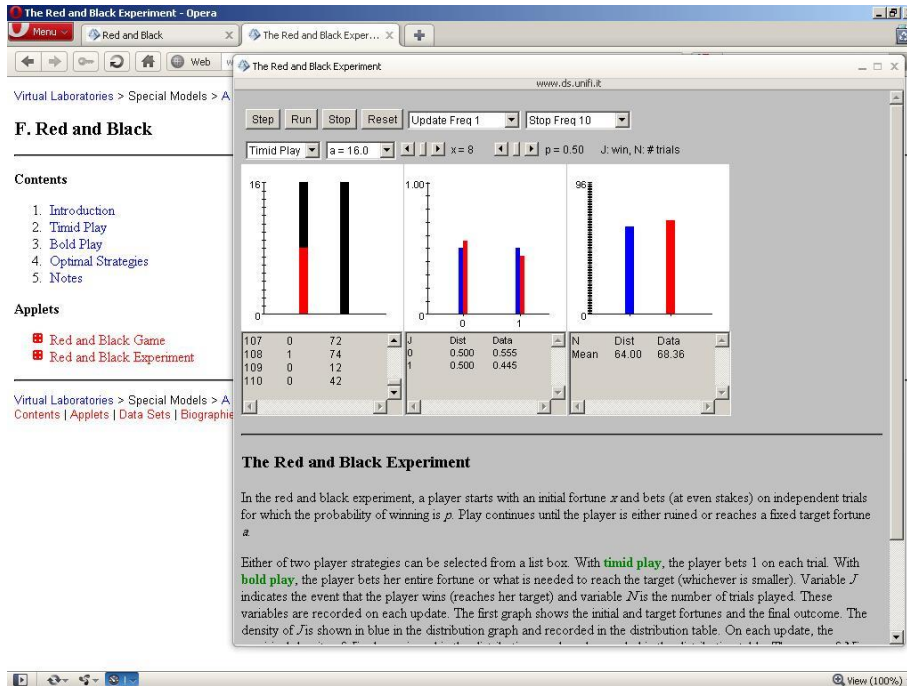 The Red and Black Experiment - Opera
Menu
Red and Black
The Red and Black Exper...
Web
The Red and Black Experiment
www.ds.unifi.it
Virtual Laboratories > Special Models > A
F. Red and Black
Contents
1. Introduction
2. Timid Play
3. Bold Play
4. Optimal Strategies
5. Notes
Applets
Red and Black Game
Red and Black Experiment
Virtual Laboratories > Special Models > A
Contents | Applets | Data Sets | Biographie
Step Run Stop Reset Update Freq 1 Stop Freq 10
Timid Play a = 16.0 x = 8 p = 0.50 J: win, N: # trials
16 1.00 96
0 0 0
0 1
107 0 72
108 1 74
109 0 12
110 0 42
J Dist Data
0 0.500 0.555
1 0.500 0.445
N Dist Data
Mean 64.00 68.36
The Red and Black Experiment
In the red and black experiment, a player starts with an initial fortune x and bets (at even stakes) on independent trials
for which the probability of winning is p. Play continues until the player is either ruined or reaches a fixed target fortune
a
Either of two player strategies can be selected from a list box. With timid play, the player bets 1 on each trial. With
bold play, the player bets her entire fortune or what is needed to reach the target (whichever is smaller). Variable J
indicates the event that the player wins (reaches her target) and variable N is the number of trials played. These
variables are recorded on each update. The first graph shows the initial and target fortunes and the final outcome. The
density of J is shown in blue in the distribution graph and recorded in the distribution table. On each update, the
View (100%)